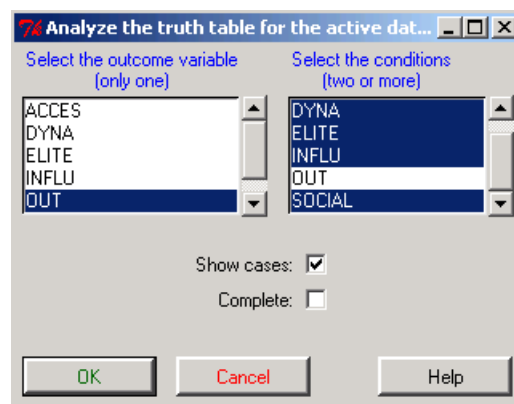 Analyze the truth table for the active dat...
Select the outcome variable
(only one)
Select the conditions
(two or more)
ACCES
DYNA
ELITE
INFLU
OUT
DYNA
ELITE
INFLU
OUT
SOCIAL
Show cases:
Complete:
OK
Cancel
Help